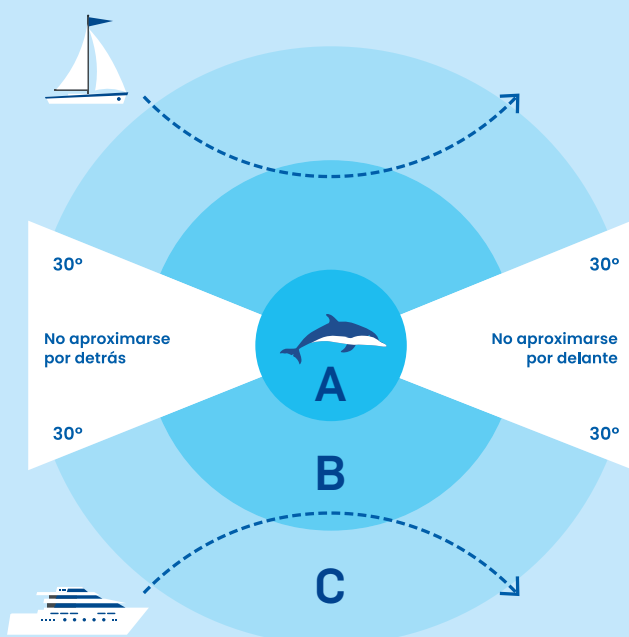 30º
30º
No aproximarse
por detrás
No aproximarse
por delante
A
30º
30º
B
C